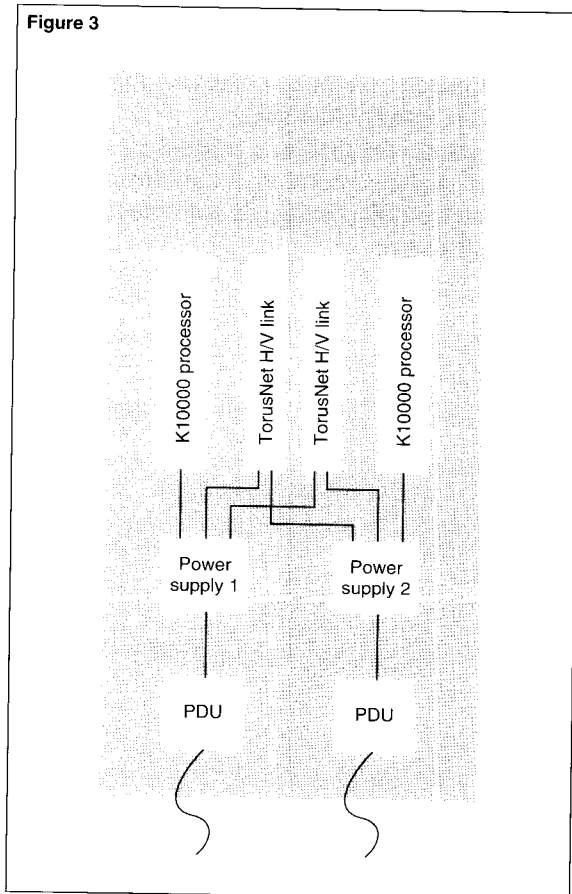 Figure 3
K10000 processor
TorusNet H/V link
TorusNet H/V link
K10000 processor
Power
supply 1
Power
supply 2
PDU
PDU